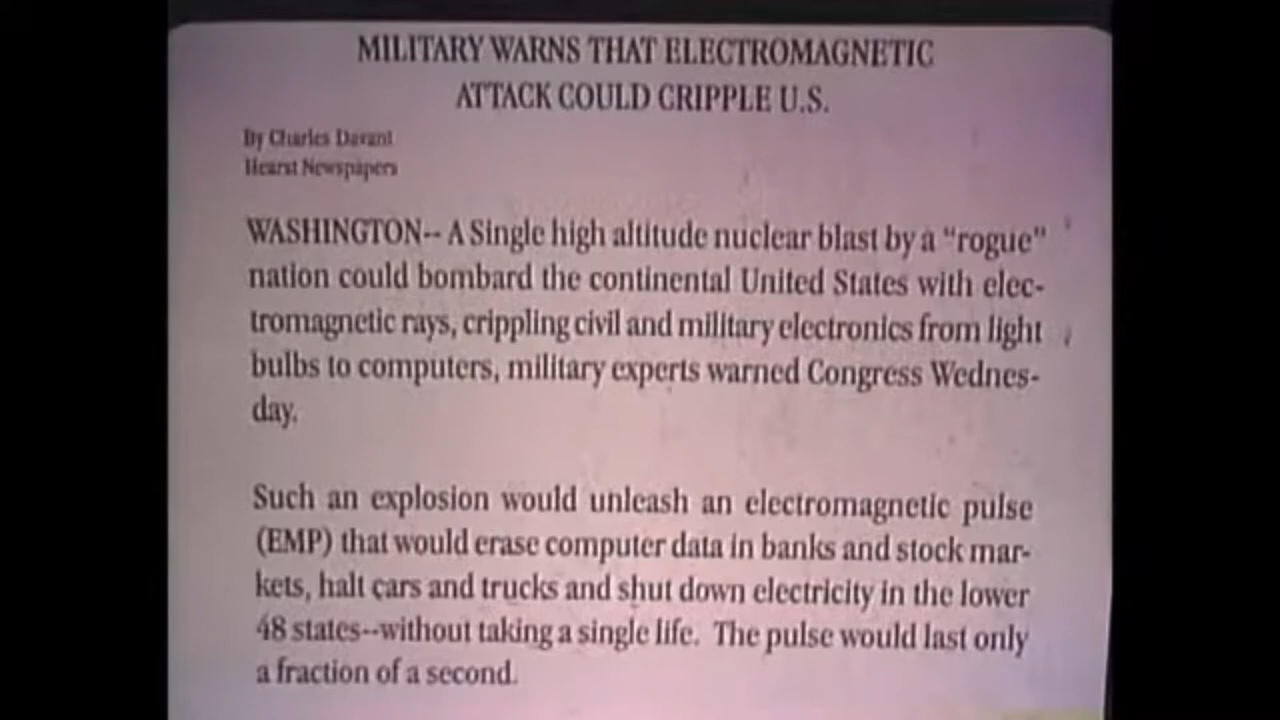 MILITARY WARNS THAT ELECTROMAGNETIC
ATTACK COULD CRIPPLE U.S.
By Charles Davant
Hearst Newspapers
WASHINGTON-- A Single high altitude nuclear blast by a “rogue”
nation could bombard the continental United States with elec-
tromagnetic rays, crippling civil and military electronics from light
bulbs to computers, military experts warned Congress Wednes-
day.
Such an explosion would unleash an electromagnetic pulse
(EMP) that would erase computer data in banks and stock mar-
kets, halt cars and trucks and shut down electricity in the lower
48 states--without taking a single life. The pulse would last only
a fraction of a second.